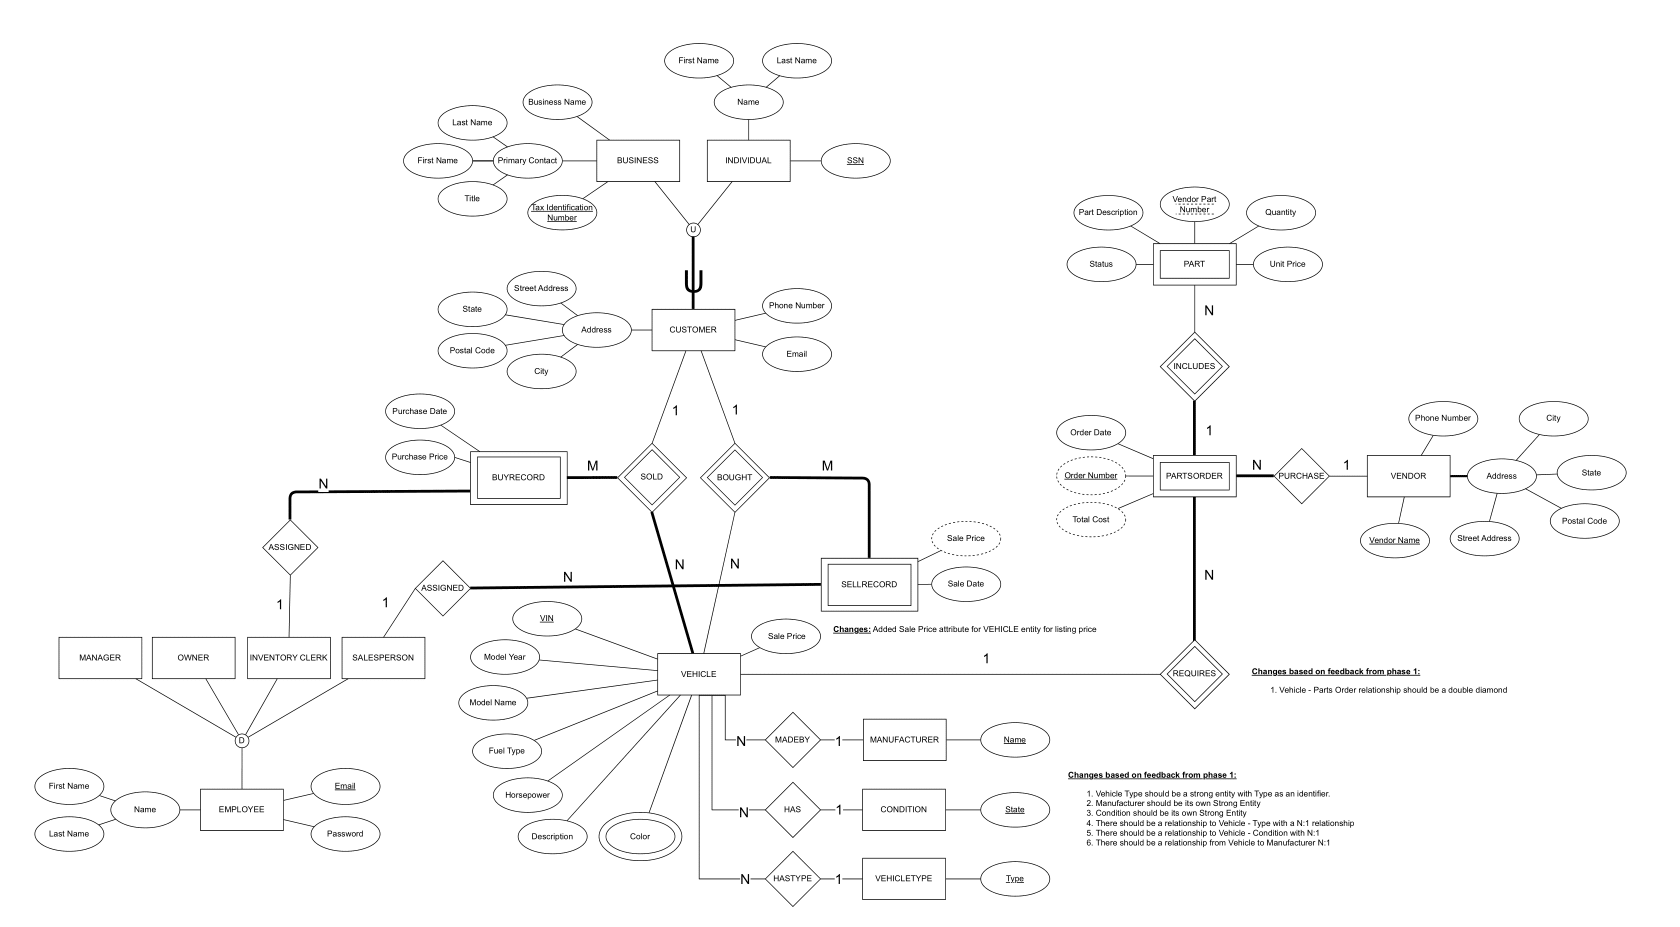 First Name
Last Name
Name
Business Name
Last Name
First Name
Primary Contact
BUSINESS
INDIVIDUAL
SSN
Title
Tax Identification
Number
U
Vendor Part
Number
Part Description
Quantity
Status
PART
Unit Price
Street Address
State
Address
CUSTOMER
Phone Number
Postal Code
Email
City
N
INCLUDES
1
1
1
Purchase Date
Purchase Price
BUYRECORD
M
SOLD
BOUGHT
M
N
Order Date
Order Number
Total Cost
PARTSORDER
N
PURCHASE
1
VENDOR
Phone Number
City
Address
State
Postal Code
Street Address
Vendor Name
ASSIGNED
Sale Price
N
N
N
N
ASSIGNED
SELLRECORD
Sale Date
1
1
VIN
Changes: Added Sale Price attribute for VEHICLE entity for listing price
Sale Price
MANAGER
OWNER
INVENTORY CLERK
SALESPERSON
Model Year
1
VEHICLE
REQUIRES
Changes based on feedback from phase 1:
1. Vehicle - Parts Order relationship should be a double diamond
Model Name
D
Fuel Type
N
MADEBY
1
MANUFACTURER
Name
Changes based on feedback from phase 1:
1. Vehicle Type should be a strong entity with Type as an identifier.
2. Manufacturer should be its own Strong Entity
3. Condition should be its own Strong Entity
4. There should be a relationship to Vehicle - Type with a N:1 relationship
5. There should be a relationship to Vehicle - Condition with N:1
6. There should be a relationship from Vehicle to Manufacturer N:1
First Name
Name
Last Name
EMPLOYEE
Email
Password
Horsepower
Description
Color
N
HAS
1
CONDITION
State
N
HASTYPE
1
VEHICLETYPE
Type